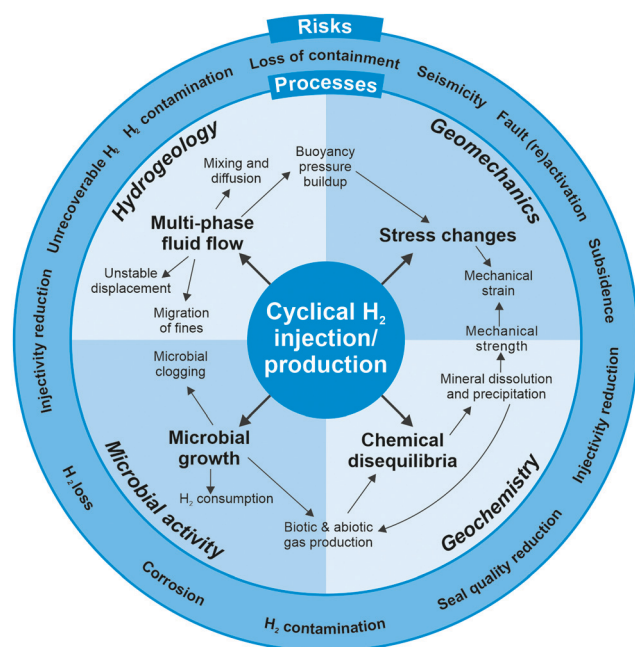 Risks
Loss of containment
Processes
Seismicity
Fault (re)activation
Subsidence
Injectivity reduction
Seal quality reduction
H₂ contamination
Corrosion
H₂ loss
Injectivity reduction
Unrecoverable H₂
H₂ contamination
Hydrogeology
Mixing and
diffusion
Multi-phase
fluid flow
Unstable
displacement
Migration
of fines
Buoyancy
pressure
buildup
Geomechanics
Stress changes
Mechanical
strain
Mechanical
strength
Cyclical H₂
injection/
production
Microbial
clogging
Microbial
growth
H₂ consumption
Microbial activity
Mineral dissolution
and precipitation
Chemical
disequilibria
Biotic & abiotic
gas production
Geochemistry